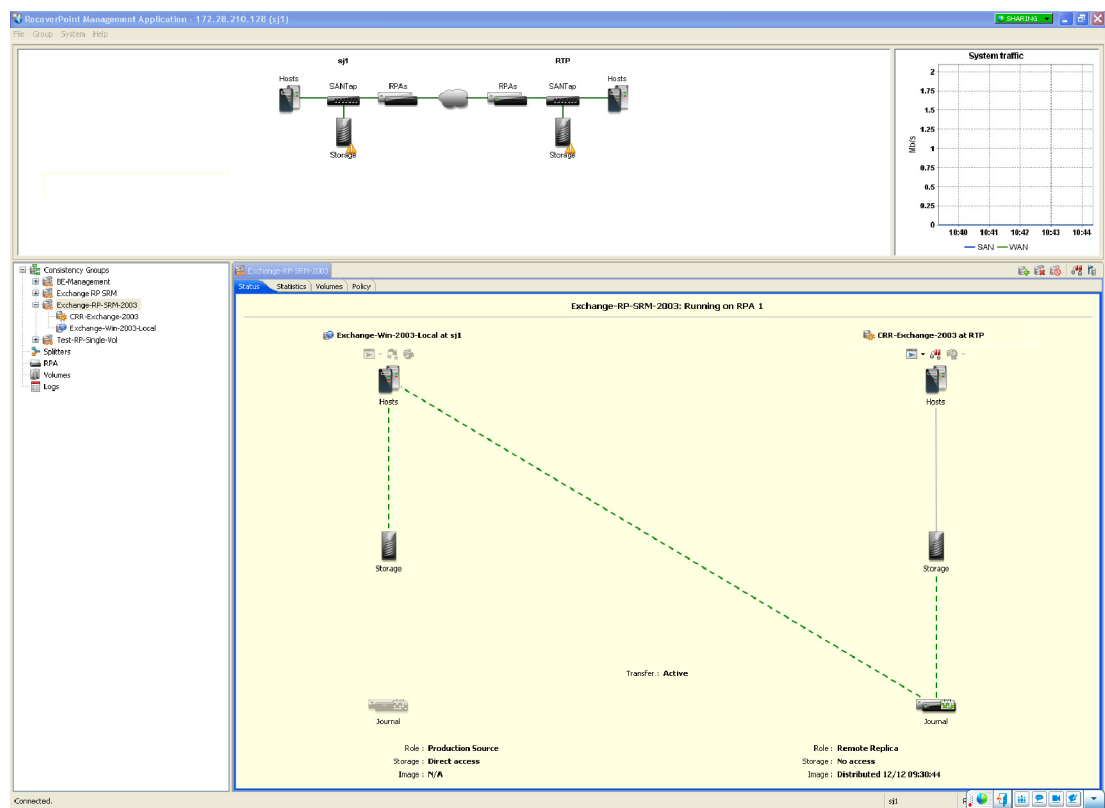 RecoverPoint Management Application - 172.28.210.128 (sj1)
SHARING
File Group System Help
sj1 RTP
Hosts SANTap RPAs RPAs SANTap Hosts
Storage Storage
System traffic
2
1.75
1.5
1.25
1
0.75
0.5
0.25
0
Mb/s
10:40 10:41 10:42 10:43 10:44
SAN WAN
Consistency Groups
BE-Management
Exchange RP SRM
Exchange-RP-SRM-2003
CRR-Exchange-2003
Exchange-Win-2003-Local
Test-RP-Single-Vol
Splitters
RPA
Volumes
Logs
Exchange-RP-SRM-2003
Status Statistics Volumes Policy
Exchange-RP-SRM-2003: Running on RPA 1
Exchange-Win-2003-Local at sj1 CRR-Exchange-2003 at RTP
Hosts Hosts
Storage Storage
Transfer : Active
Journal Journal
Role : Production Source Role : Remote Replica
Storage : Direct access Storage : No access
Image : N/A Image : Distributed 12/12 09:30:44
Connected. sj1